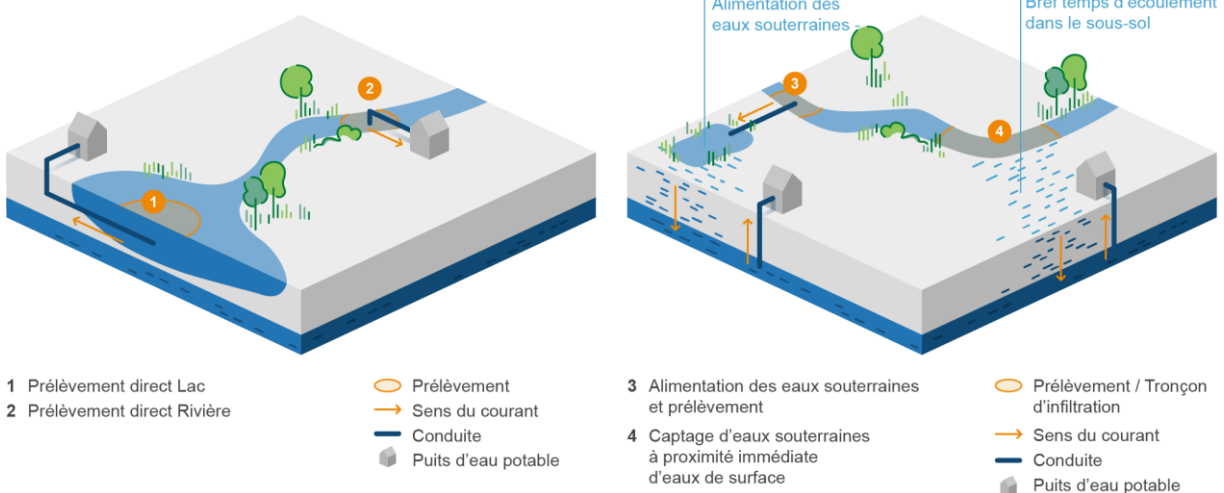 Alimentation des
eaux souterraines -
Bref temps d'écoulement
dans le sous-sol
1
2
3
4
1 Prélèvement direct Lac
2 Prélèvement direct Rivière
Prélèvement
Sens du courant
Conduite
Puits d'eau potable
3 Alimentation des eaux souterraines
et prélèvement
4 Captage d'eaux souterraines
à proximité immédiate
d'eaux de surface
Prélèvement / Tronçon
d'infiltration
Sens du courant
Conduite
Puits d'eau potable